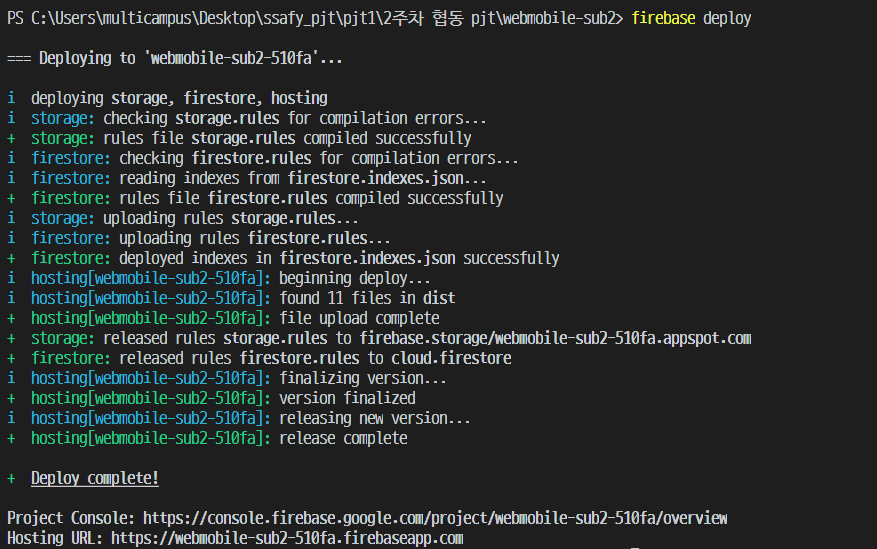 PS C:\Users\multicampus\Desktop\ssafy_pjt\pjt1\2주차 협동 pjt\webmobile-sub2> firebase deploy
=== Deploying to 'webmobile-sub2-510fa'...
i deploying storage, firestore, hosting
i storage: checking storage.rules for compilation errors...
+ storage: rules file storage.rules compiled successfully
i firestore: checking firestore.rules for compilation errors...
i firestore: reading indexes from firestore.indexes.json...
+ firestore: rules file firestore.rules compiled successfully
i storage: uploading rules storage.rules...
i firestore: uploading rules firestore.rules...
+ firestore: deployed indexes in firestore.indexes.json successfully
i hosting[webmobile-sub2-510fa]: beginning deploy...
i hosting[webmobile-sub2-510fa]: found 11 files in dist
+ hosting[webmobile-sub2-510fa]: file upload complete
+ storage: released rules storage.rules to firebase.storage/webmobile-sub2-510fa.appspot.com
+ firestore: released rules firestore.rules to cloud.firestore
i hosting[webmobile-sub2-510fa]: finalizing version...
+ hosting[webmobile-sub2-510fa]: version finalized
i hosting[webmobile-sub2-510fa]: releasing new version...
+ hosting[webmobile-sub2-510fa]: release complete
+ Deploy complete!
Project Console: https://console.firebase.google.com/project/webmobile-sub2-510fa/overview
Hosting URL: https://webmobile-sub2-510fa.firebaseapp.com